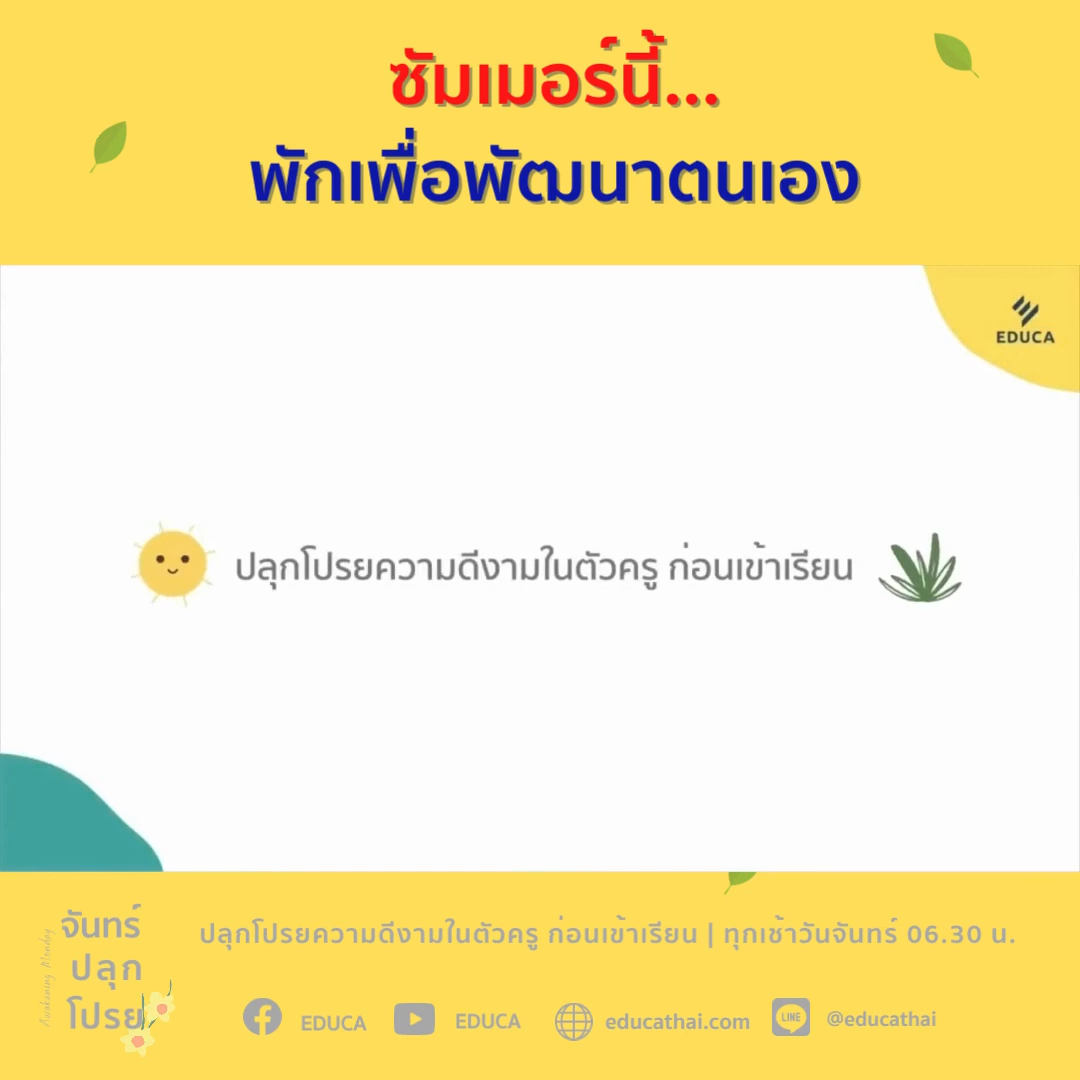 ซัมเมอร์นี้...
พักเพื่อพัฒนาตนเอง
EDUCA
ปลุกโปรยความดีงามในตัวครู ก่อนเข้าเรียน
จันทร์
ปลุก
โปรย
Awakening Monday
ปลุกโปรยความดีงามในตัวครู ก่อนเข้าเรียน | ทุกเช้าวันจันทร์ 06.30 น.
EDUCA
EDUCA
educathai.com
LINE
@educathai